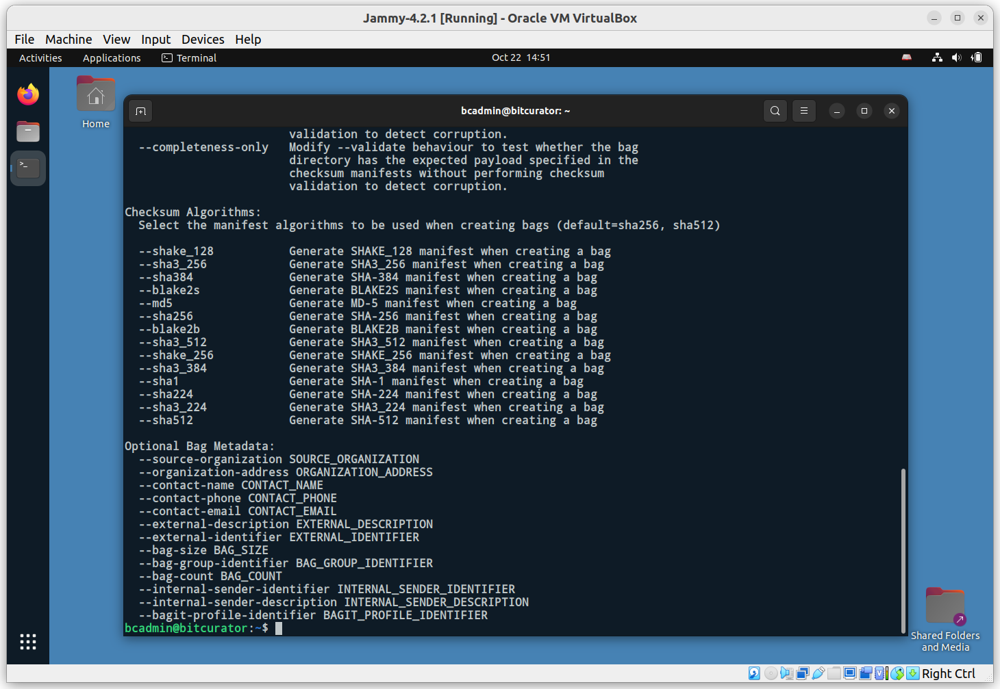 Jammy-4.2.1 [Running] - Oracle VM VirtualBox
File Machine View Input Devices Help
Activities Applications Terminal Oct 22 14:51
Home
bcadmin@bitcurator: ~
validation to detect corruption.
--completeness-only Modify --validate behaviour to test whether the bag
directory has the expected payload specified in the
checksum manifests without performing checksum
validation to detect corruption.
Checksum Algorithms:
Select the manifest algorithms to be used when creating bags (default=sha256, sha512)
--shake_128 Generate SHAKE_128 manifest when creating a bag
--sha3_256 Generate SHA3_256 manifest when creating a bag
--sha384 Generate SHA-384 manifest when creating a bag
--blake2s Generate BLAKE2S manifest when creating a bag
--md5 Generate MD-5 manifest when creating a bag
--sha256 Generate SHA-256 manifest when creating a bag
--blake2b Generate BLAKE2B manifest when creating a bag
--sha3_512 Generate SHA3_512 manifest when creating a bag
--shake_256 Generate SHAKE_256 manifest when creating a bag
--sha3_384 Generate SHA3_384 manifest when creating a bag
--sha1 Generate SHA-1 manifest when creating a bag
--sha224 Generate SHA-224 manifest when creating a bag
--sha3_224 Generate SHA3_224 manifest when creating a bag
--sha512 Generate SHA-512 manifest when creating a bag
Optional Bag Metadata:
--source-organization SOURCE_ORGANIZATION
--organization-address ORGANIZATION_ADDRESS
--contact-name CONTACT_NAME
--contact-phone CONTACT_PHONE
--contact-email CONTACT_EMAIL
--external-description EXTERNAL_DESCRIPTION
--external-identifier EXTERNAL_IDENTIFIER
--bag-size BAG_SIZE
--bag-group-identifier BAG_GROUP_IDENTIFIER
--bag-count BAG_COUNT
--internal-sender-identifier INTERNAL_SENDER_IDENTIFIER
--internal-sender-description INTERNAL_SENDER_DESCRIPTION
--bagit-profile-identifier BAGIT_PROFILE_IDENTIFIER
bcadmin@bitcurator:~$
Shared Folders
and Media
Right Ctrl